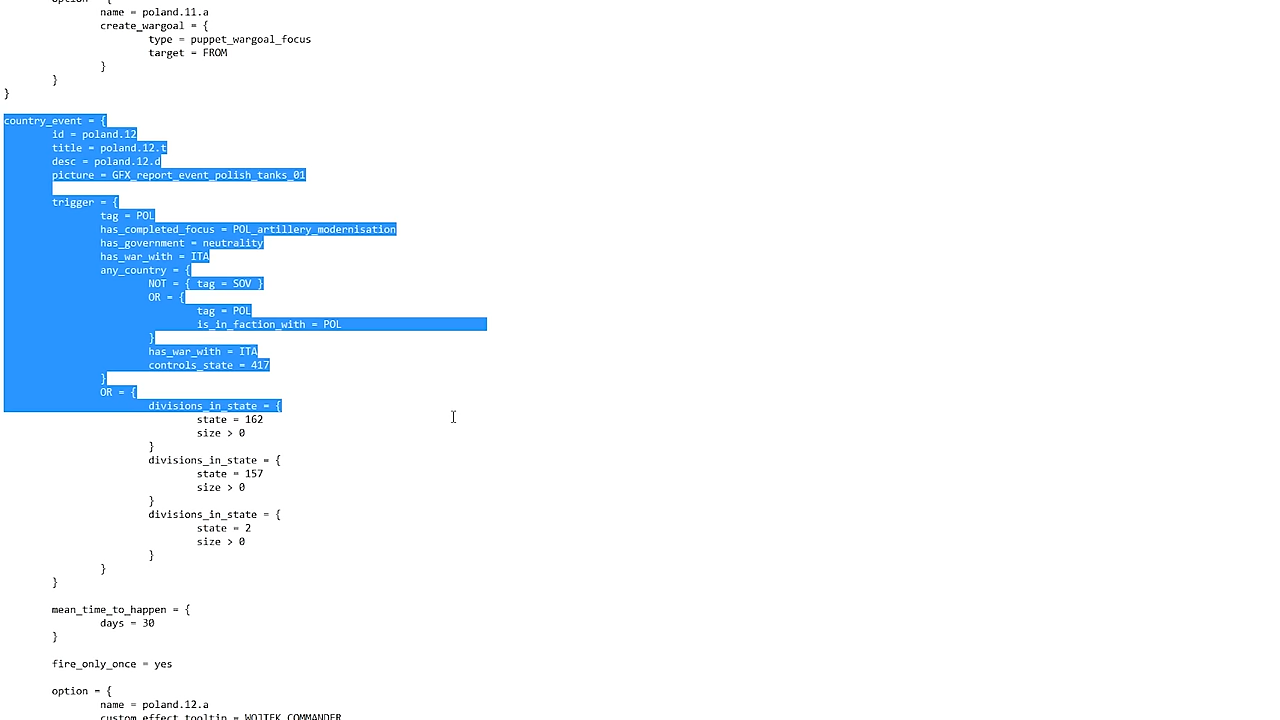 option = {
name = poland.11.a
create_wargoal = {
type = puppet_wargoal_focus
target = FROM
}
}
}
country_event = {
id = poland.12
title = poland.12.t
desc = poland.12.d
picture = GFX_report_event_polish_tanks_01
trigger = {
tag = POL
has_completed_focus = POL_artillery_modernisation
has_government = neutrality
has_war_with = ITA
any_country = {
NOT = { tag = SOV }
OR = {
tag = POL
is_in_faction_with = POL
}
has_war_with = ITA
controls_state = 417
}
OR = {
divisions_in_state = {
state = 162
size > 0
}
divisions_in_state = {
state = 157
size > 0
}
divisions_in_state = {
state = 2
size > 0
}
}
}
mean_time_to_happen = {
days = 30
}
fire_only_once = yes
option = {
name = poland.12.a
custom_effect_tooltip = WOJTEK_COMMANDER